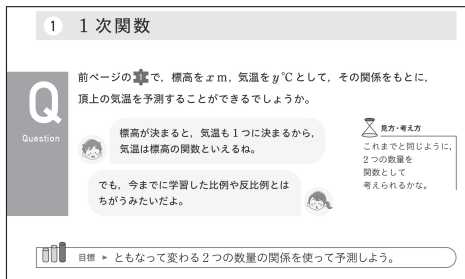 1 1次関数
前ページの で，標高をx m，気温をy ℃として，その関係をもとに，
頂上の気温を予測することができるでしょうか。
Q
Question
標高が決まると，気温も1つに決まるから，
気温は標高の関数といえるね。
見方・考え方
これまでと同じように，
2つの数量を
関数として
考えられるかな。
でも，今までに学習した比例や反比例とは
ちがうみたいだよ。
目標 ▶ ともなって変わる2つの数量の関係を使って予測しよう。